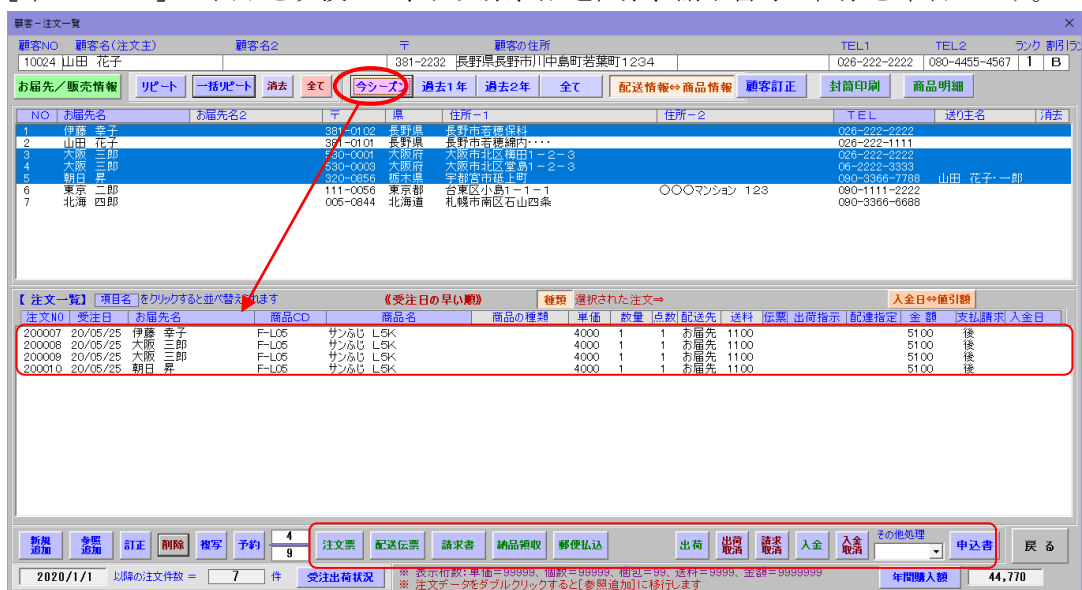 顧客－注文一覧 ×
顧客NO 顧客名(注文主) 顧客名2 〒 顧客の住所 TEL1 TEL2 ランク 割引
10024 山田 花子 381-2232 長野県長野市川中島町若葉町1234 026-222-2222 080-4455-4567 1 B
お届先／販売情報 リピート 一括リピート 消去 全て 今シーズン 過去1年 過去2年 全て 配送情報⇔商品情報 顧客訂正 封筒印刷 商品明細
NO お届先名 お届先名2 〒 県 住所－1 住所－2 TEL 送り主名 消去
1 伊藤 幸子 381-0102 長野県 長野市若穂保科 026-222-2222
2 山田 花子 381-0101 長野県 長野市若穂綿内････ 026-222-1111
3 大阪 三郎 530-0001 大阪府 大阪市北区梅田1－2－3 026-222-2222
4 大阪 三郎 530-0003 大阪府 大阪市北区堂島1－2－3 06-2222-3333
5 朝日 昇 320-0856 栃木県 宇都宮市砥上町 090-3366-7788 山田 花子･一郎
6 東京 二郎 111-0056 東京都 台東区小島1－1－1 ○○○マンション 123 090-1111-2222
7 北海 四郎 005-0844 北海道 札幌市南区石山四条 090-3366-6688
【 注文一覧】 項目名 をクリックすると並べ替えられます 《受注日の早い順》 種類 選択された注文⇒ 入金日⇔値引額
注文NO 受注日 お届先名 商品CD 商品名 商品の種類 単価 数量 点数 配送先 送料 伝票 出荷指示 配達指定 金 額 支払 請求 入金日
200007 20/05/25 伊藤 幸子 F-L05 サンふじ L5K 4000 1 1 お届先 1100 5100 後
200008 20/05/25 大阪 三郎 F-L05 サンふじ L5K 4000 1 1 お届先 1100 5100 後
200009 20/05/25 大阪 三郎 F-L05 サンふじ L5K 4000 1 1 お届先 1100 5100 後
200010 20/05/25 朝日 昇 F-L05 サンふじ L5K 4000 1 1 お届先 1100 5100 後
新規追加 参照追加 訂正 削除 複写 予約 4 9 注文票 配送伝票 請求書 納品領収 郵便払込 出荷 出荷取消 請求取消 入金 入金取消 その他処理 申込書 戻 る
2020/1/1 以降の注文件数 ＝ 7 件 受注出荷状況 ※ 表示桁数:単価=99999、個数=99999、梱包=99、送料=9999、金額=9999999 年間購入額 44,770
※ 注文データをダブルクリックすると[参照追加]に移行します